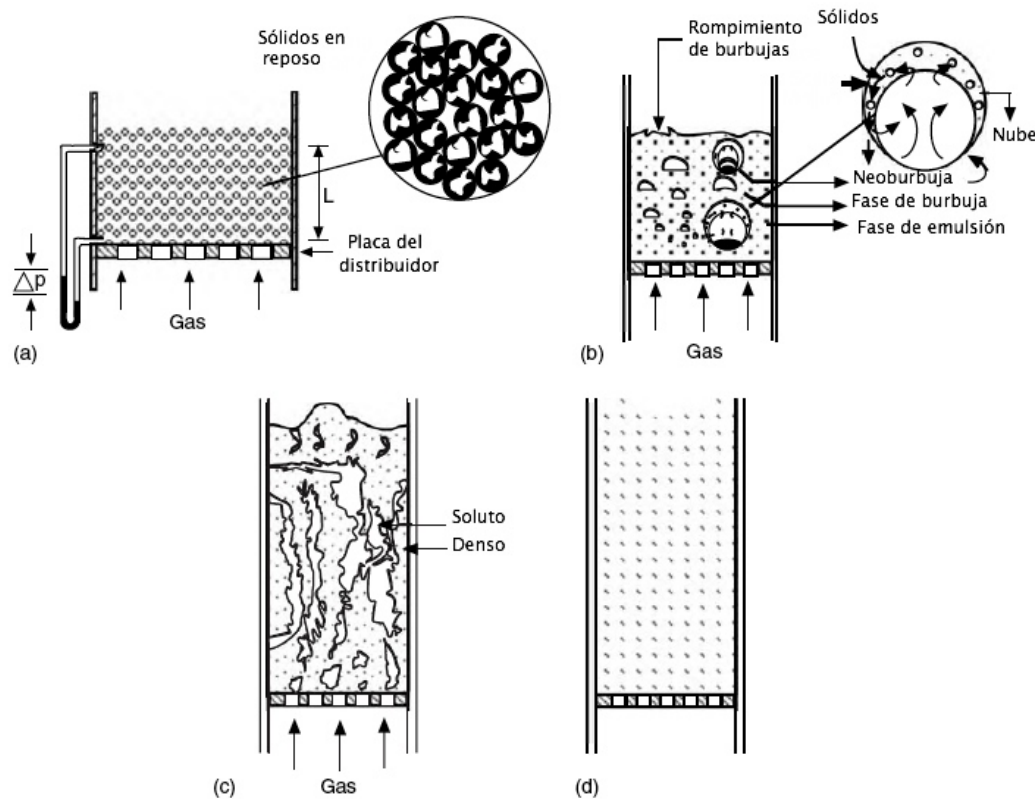 Sólidos en
reposo
L
Placa del
distribuidor
Δp
Gas
(a)
Rompimiento
de burbujas
Sólidos
Nube
Neoburbuja
Fase de burbuja
Fase de emulsión
Gas
(b)
Soluto
Denso
Gas
(c)
(d)